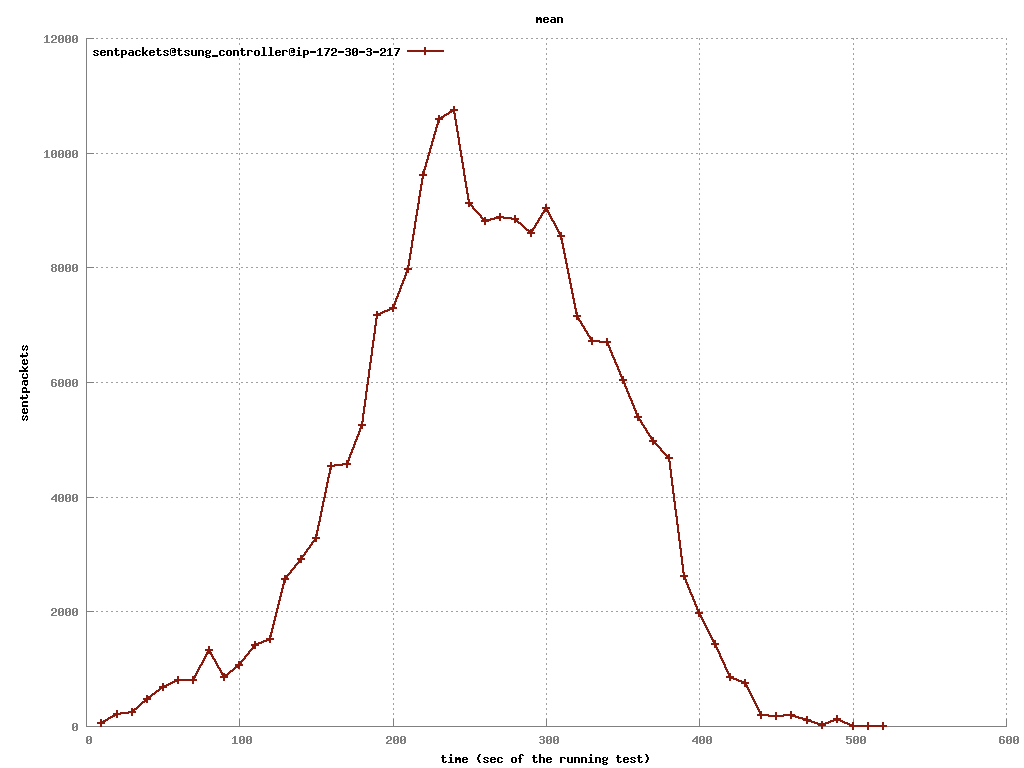 mean
12000
sentpackets@tsung_controller@ip-172-30-3-217
10000
8000
6000
sentpackets
4000
2000
0
0 100 200 300 400 500 600
time (sec of the running test)